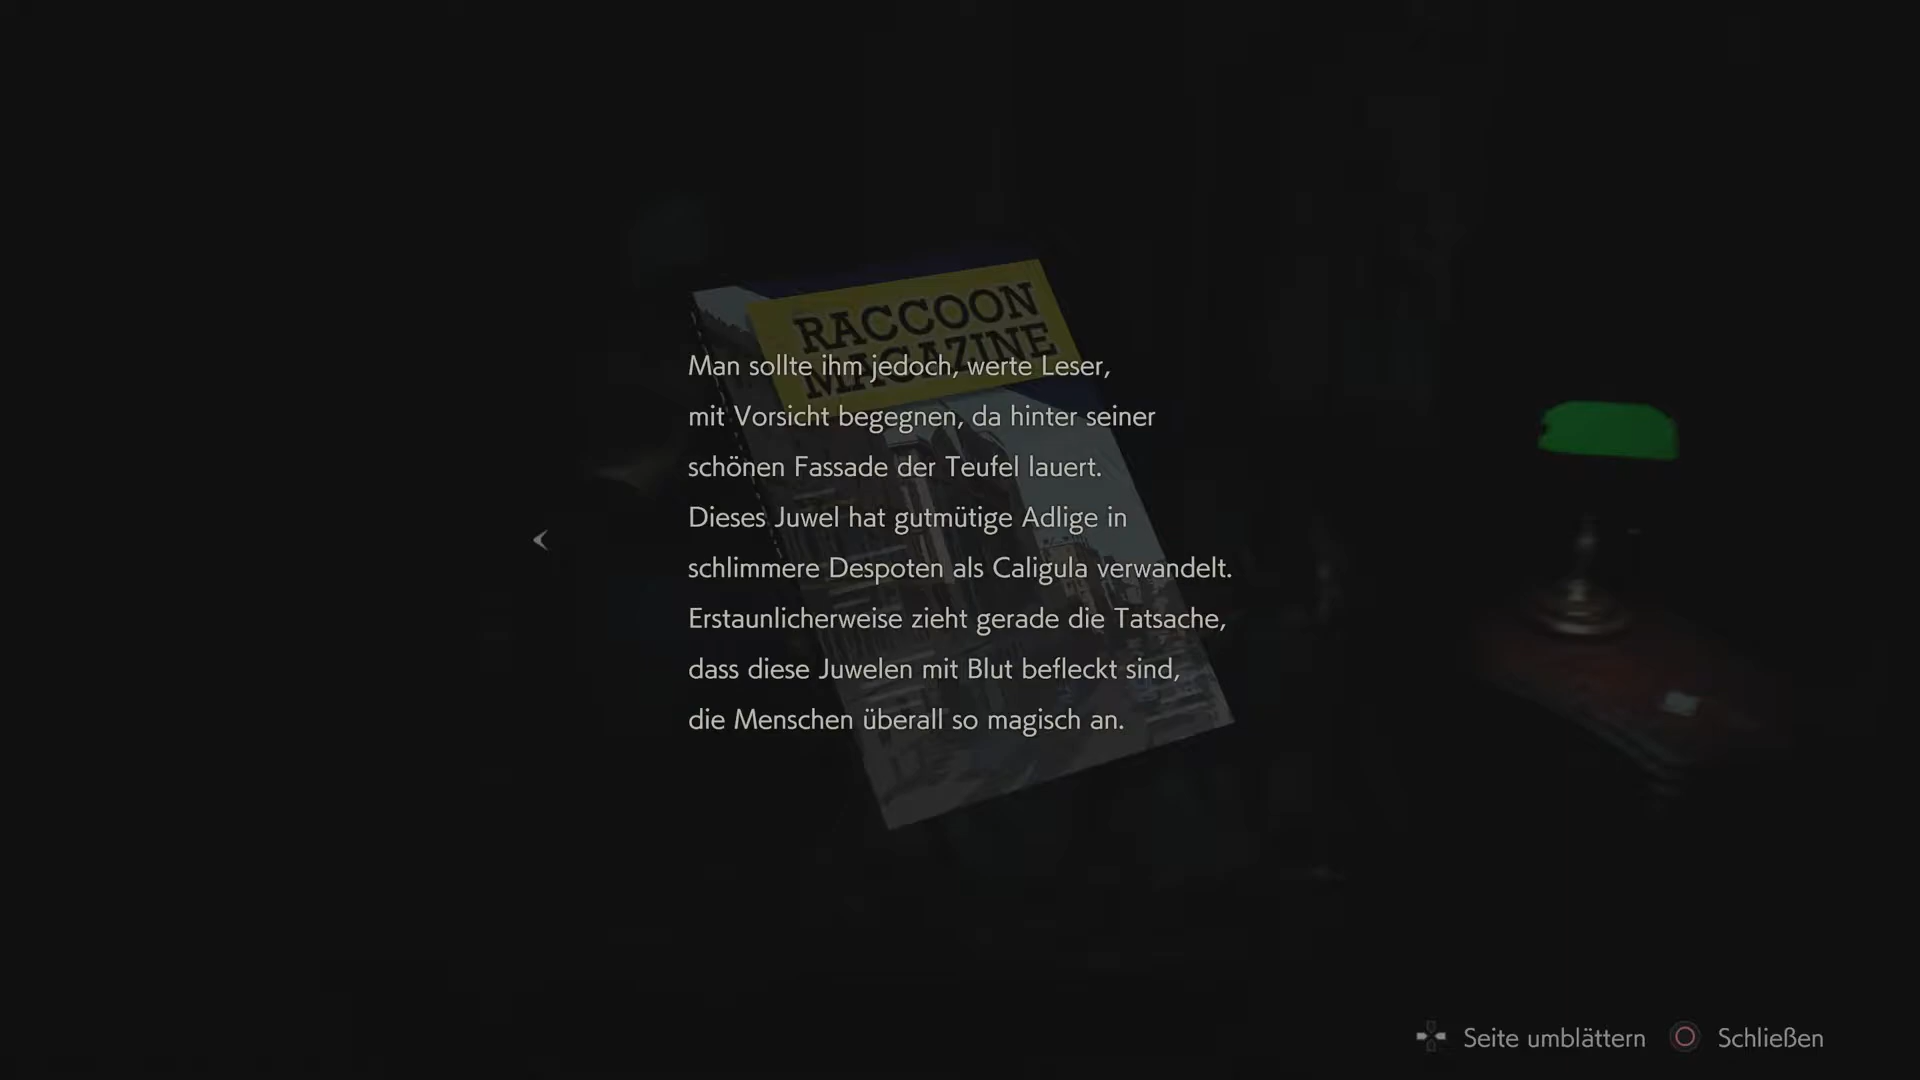 RACCOON
MAGAZINE
Man sollte ihm jedoch, werte Leser,
mit Vorsicht begegnen, da hinter seiner
schönen Fassade der Teufel lauert.
Dieses Juwel hat gutmütige Adlige in
schlimmere Despoten als Caligula verwandelt.
Erstaunlicherweise zieht gerade die Tatsache,
dass diese Juwelen mit Blut befleckt sind,
die Menschen überall so magisch an.
Seite umblättern
Schließen